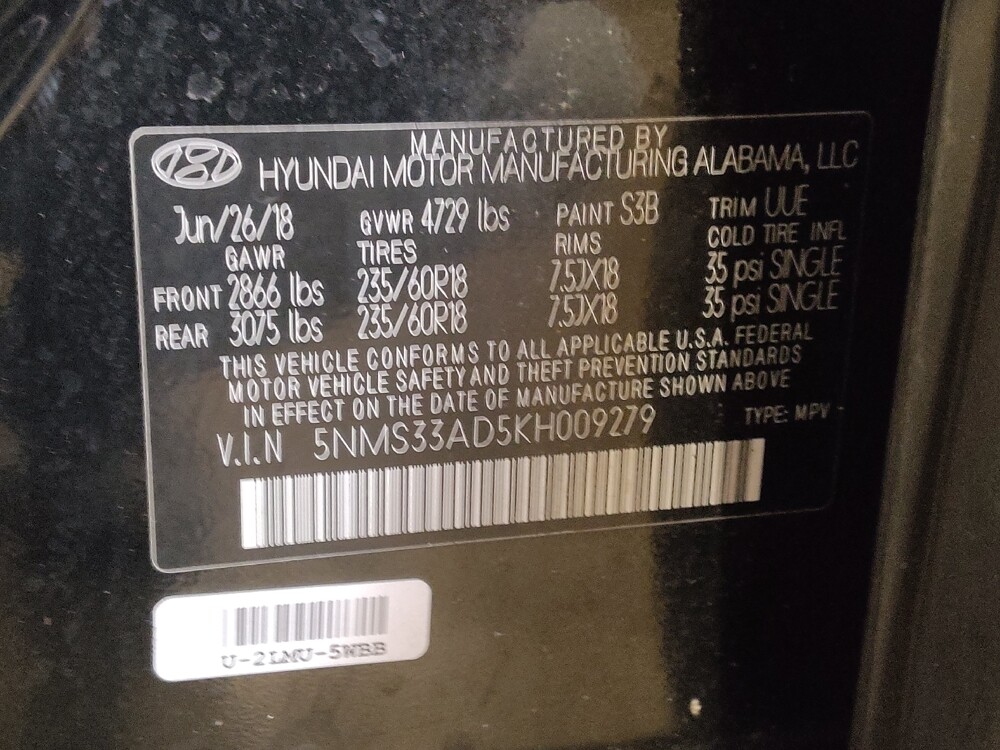 MANUFACTURED BY
HYUNDAI MOTOR MANUFACTURING ALABAMA, LLC
Jun/26/18 GVWR 4729 lbs PAINT S3B TRIM UUE
GAWR TIRES RIMS COLD TIRE INFL
FRONT 2866 lbs 235/60R18 7.5JX18 35 psi SINGLE
REAR 3075 lbs 235/60R18 7.5JX18 35 psi SINGLE
THIS VEHICLE CONFORMS TO ALL APPLICABLE U.S.A. FEDERAL
MOTOR VEHICLE SAFETY AND THEFT PREVENTION STANDARDS
IN EFFECT ON THE DATE OF MANUFACTURE SHOWN ABOVE
V.I.N 5NMS33AD5KH009279 TYPE: MPV
U-2LMU-5NBB